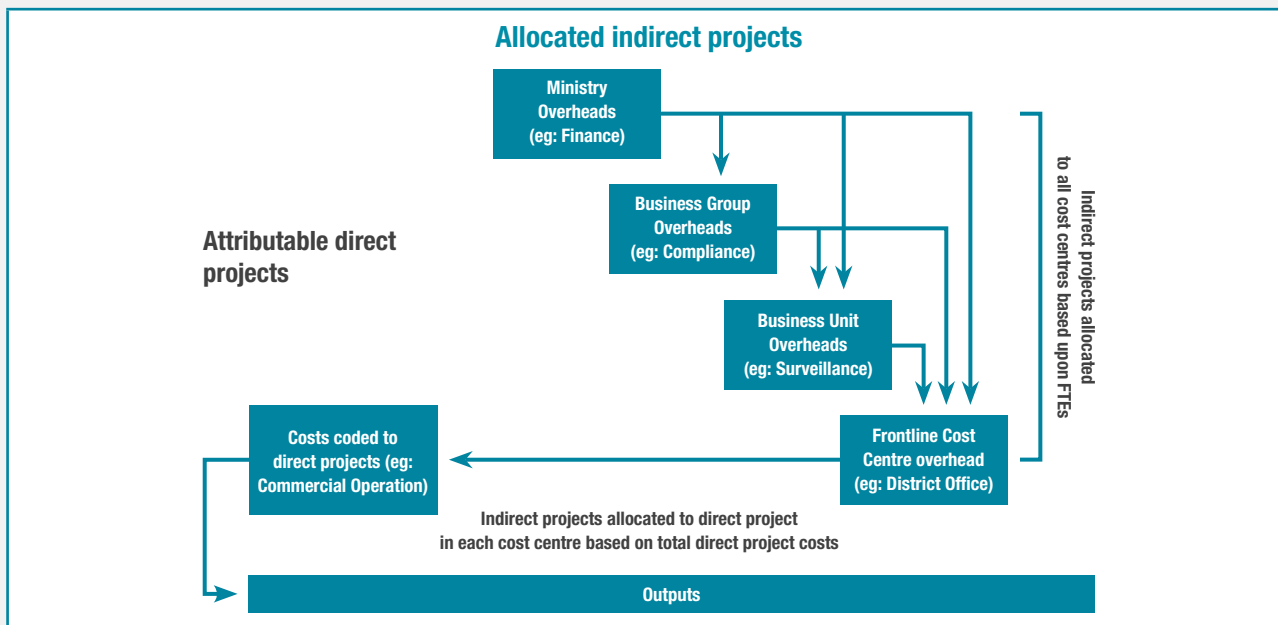 Allocated indirect projects
Ministry
Overheads
(eg: Finance)
Business Group
Overheads
(eg: Compliance)
Attributable direct
projects
Business Unit
Overheads
(eg: Surveillance)
Indirect projects allocated
to all cost centres based upon FTEs
Costs coded to
direct projects (eg:
Commercial Operation)
Frontline Cost
Centre overhead
(eg: District Office)
Indirect projects allocated to direct project
in each cost centre based on total direct project costs
Outputs